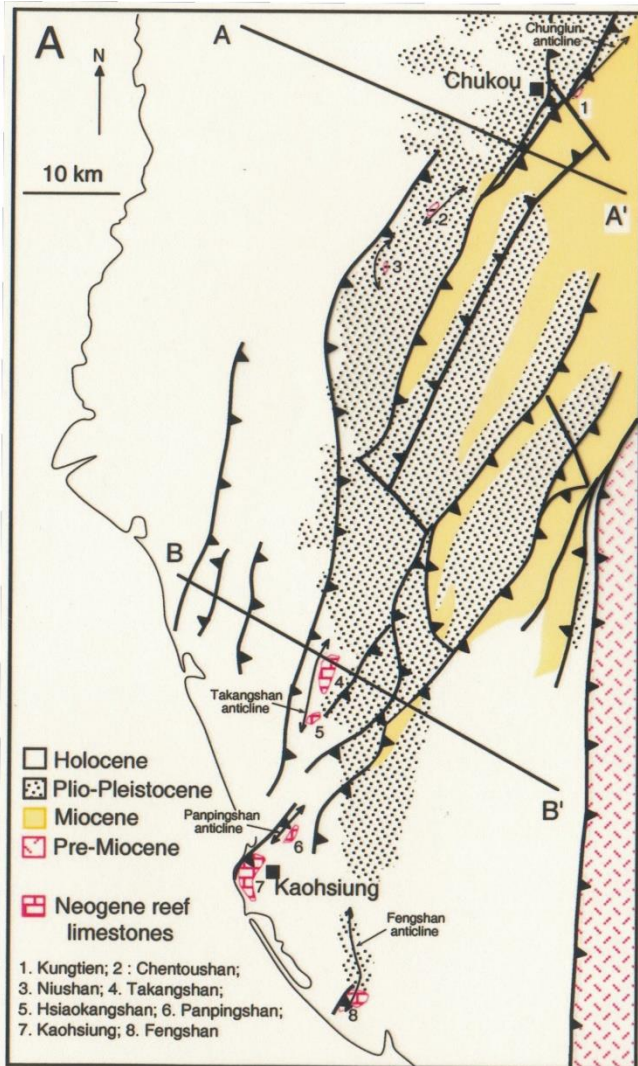 A
N
10 km
A
Chunglun
anticline
Chukou
1
A'
2
3
B
4
Takangshan
anticline
5
B'
Holocene
Plio-Pleistocene
Miocene
Pre-Miocene
Panpingshan
anticline
6
7
Kaohsiung
Neogene reef
limestones
Fengshan
anticline
1. Kungtien; 2 : Chentoushan;
3. Niushan; 4. Takangshan;
5. Hsiaokangshan; 6. Panpingshan;
7. Kaohsiung; 8. Fengshan
8